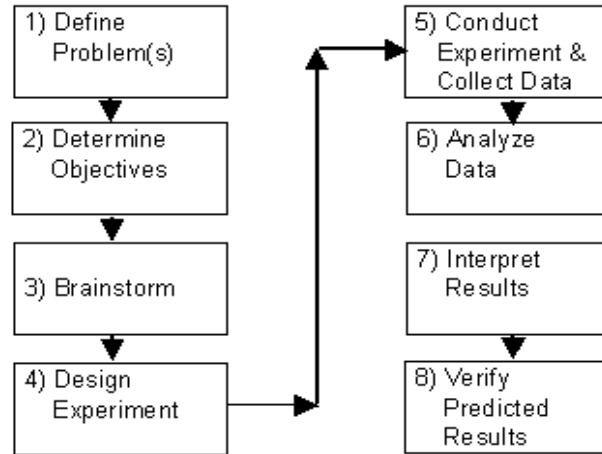 1) Define
Problem(s)
2) Determine
Objectives
3) Brainstorm
4) Design
Experiment
5) Conduct
Experiment &
Collect Data
6) Analyze
Data
7) Interpret
Results
8) Verify
Predicted
Results